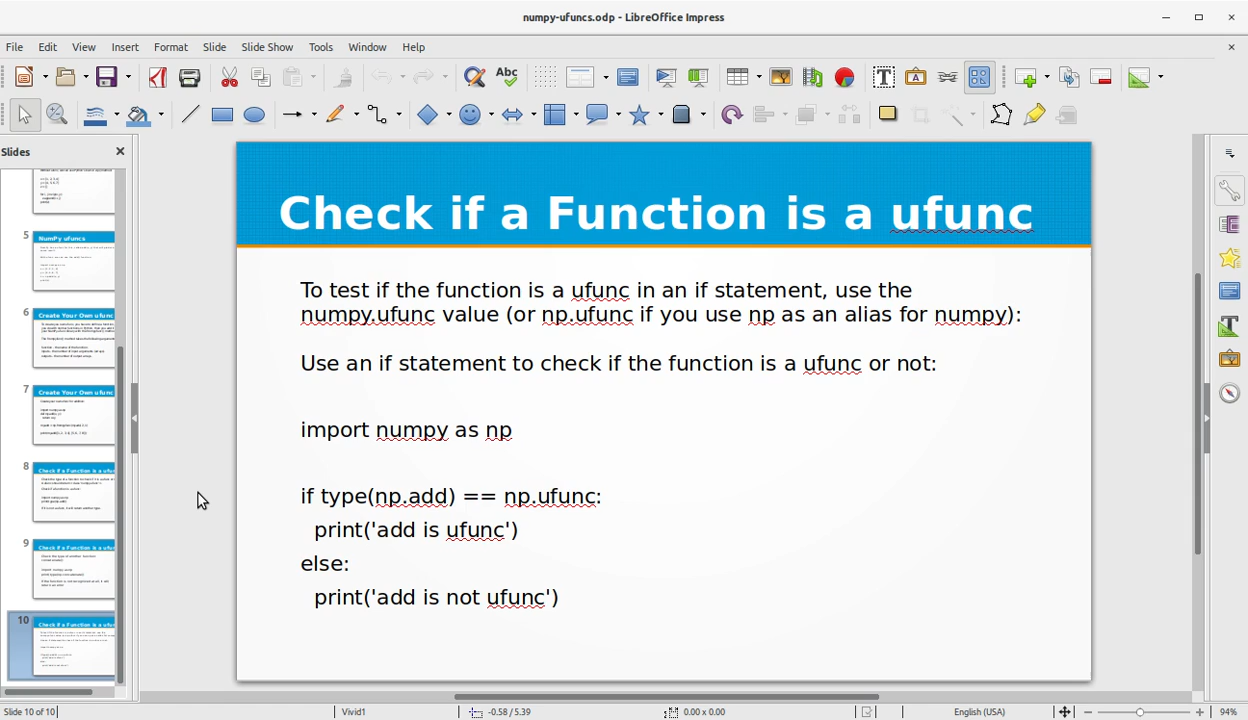 numpy-ufuncs.odp - LibreOffice Impress
File Edit View Insert Format Slide Slide Show Tools Window Help
Abc
Slides
5
NumPy ufuncs
6
Create Your Own ufunc
7
Create Your Own ufunc
8
Check if a Function is a ufun
9
Check if a Function is a ufun
10
Check if a Function is a ufun
Check if a Function is a ufunc
To test if the function is a ufunc in an if statement, use the
numpy.ufunc value (or np.ufunc if you use np as an alias for numpy):
Use an if statement to check if the function is a ufunc or not:
import numpy as np
if type(np.add) == np.ufunc:
print('add is ufunc')
else:
print('add is not ufunc')
Slide 10 of 10
Vivid1
-0.58 / 5.39
0.00 x 0.00
English (USA)
94%